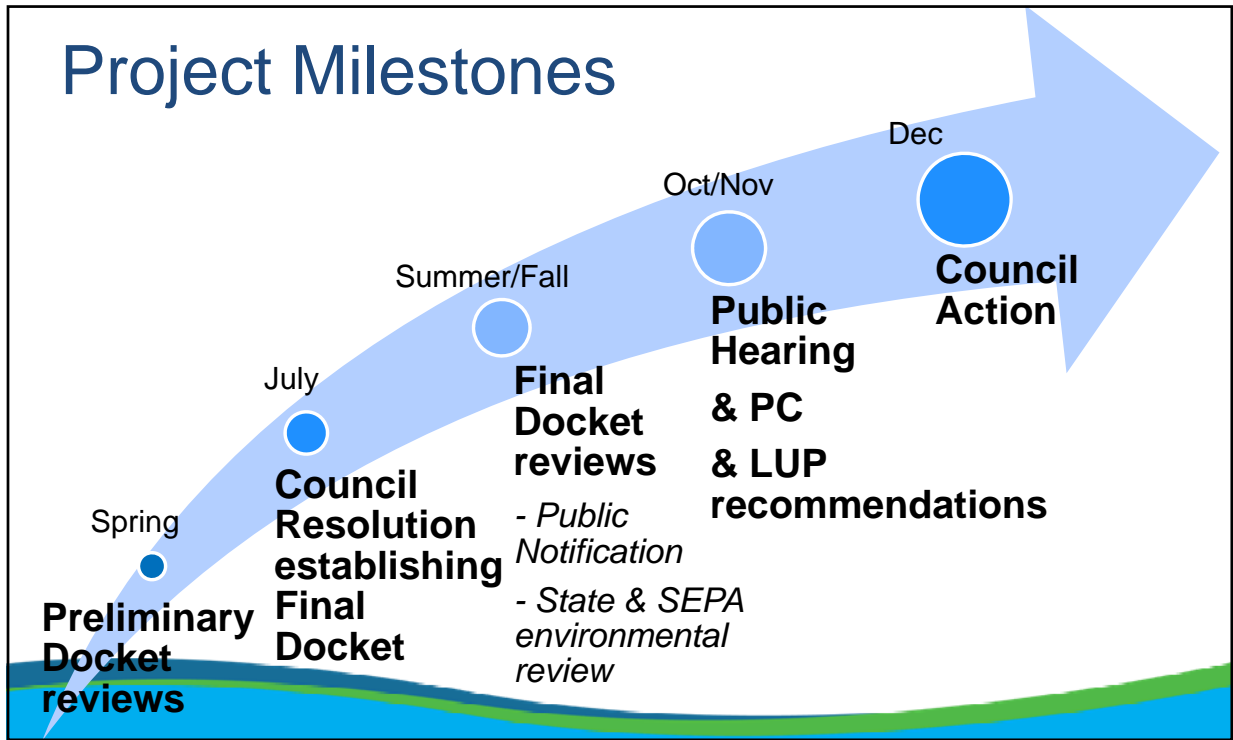 Project Milestones
Spring
Preliminary
Docket
reviews
July
Council
Resolution
establishing
Final
Docket
Summer/Fall
Final
Docket
reviews
- Public
Notification
- State & SEPA
environmental
review
Oct/Nov
Public
Hearing
& PC
& LUP
recommendations
Dec
Council
Action